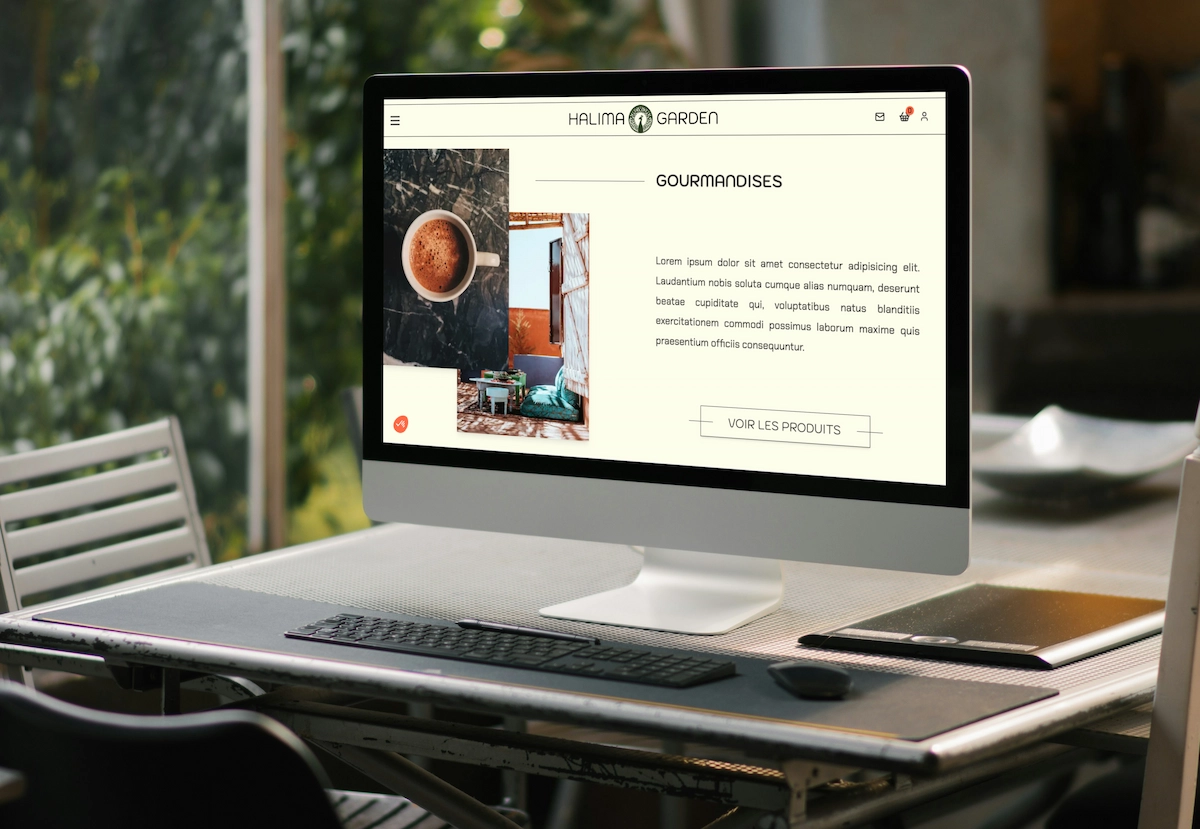 HALIMA GARDEN
GOURMANDISES
Lorem ipsum dolor sit amet consectetur adipisicing elit.
Laudantium nobis soluta cumque alias numquam, deserunt
beatae cupiditate qui, voluptatibus natus blanditiis
exercitationem commodi possimus laborum maxime quis
praesentium officiis consequuntur.
VOIR LES PRODUITS